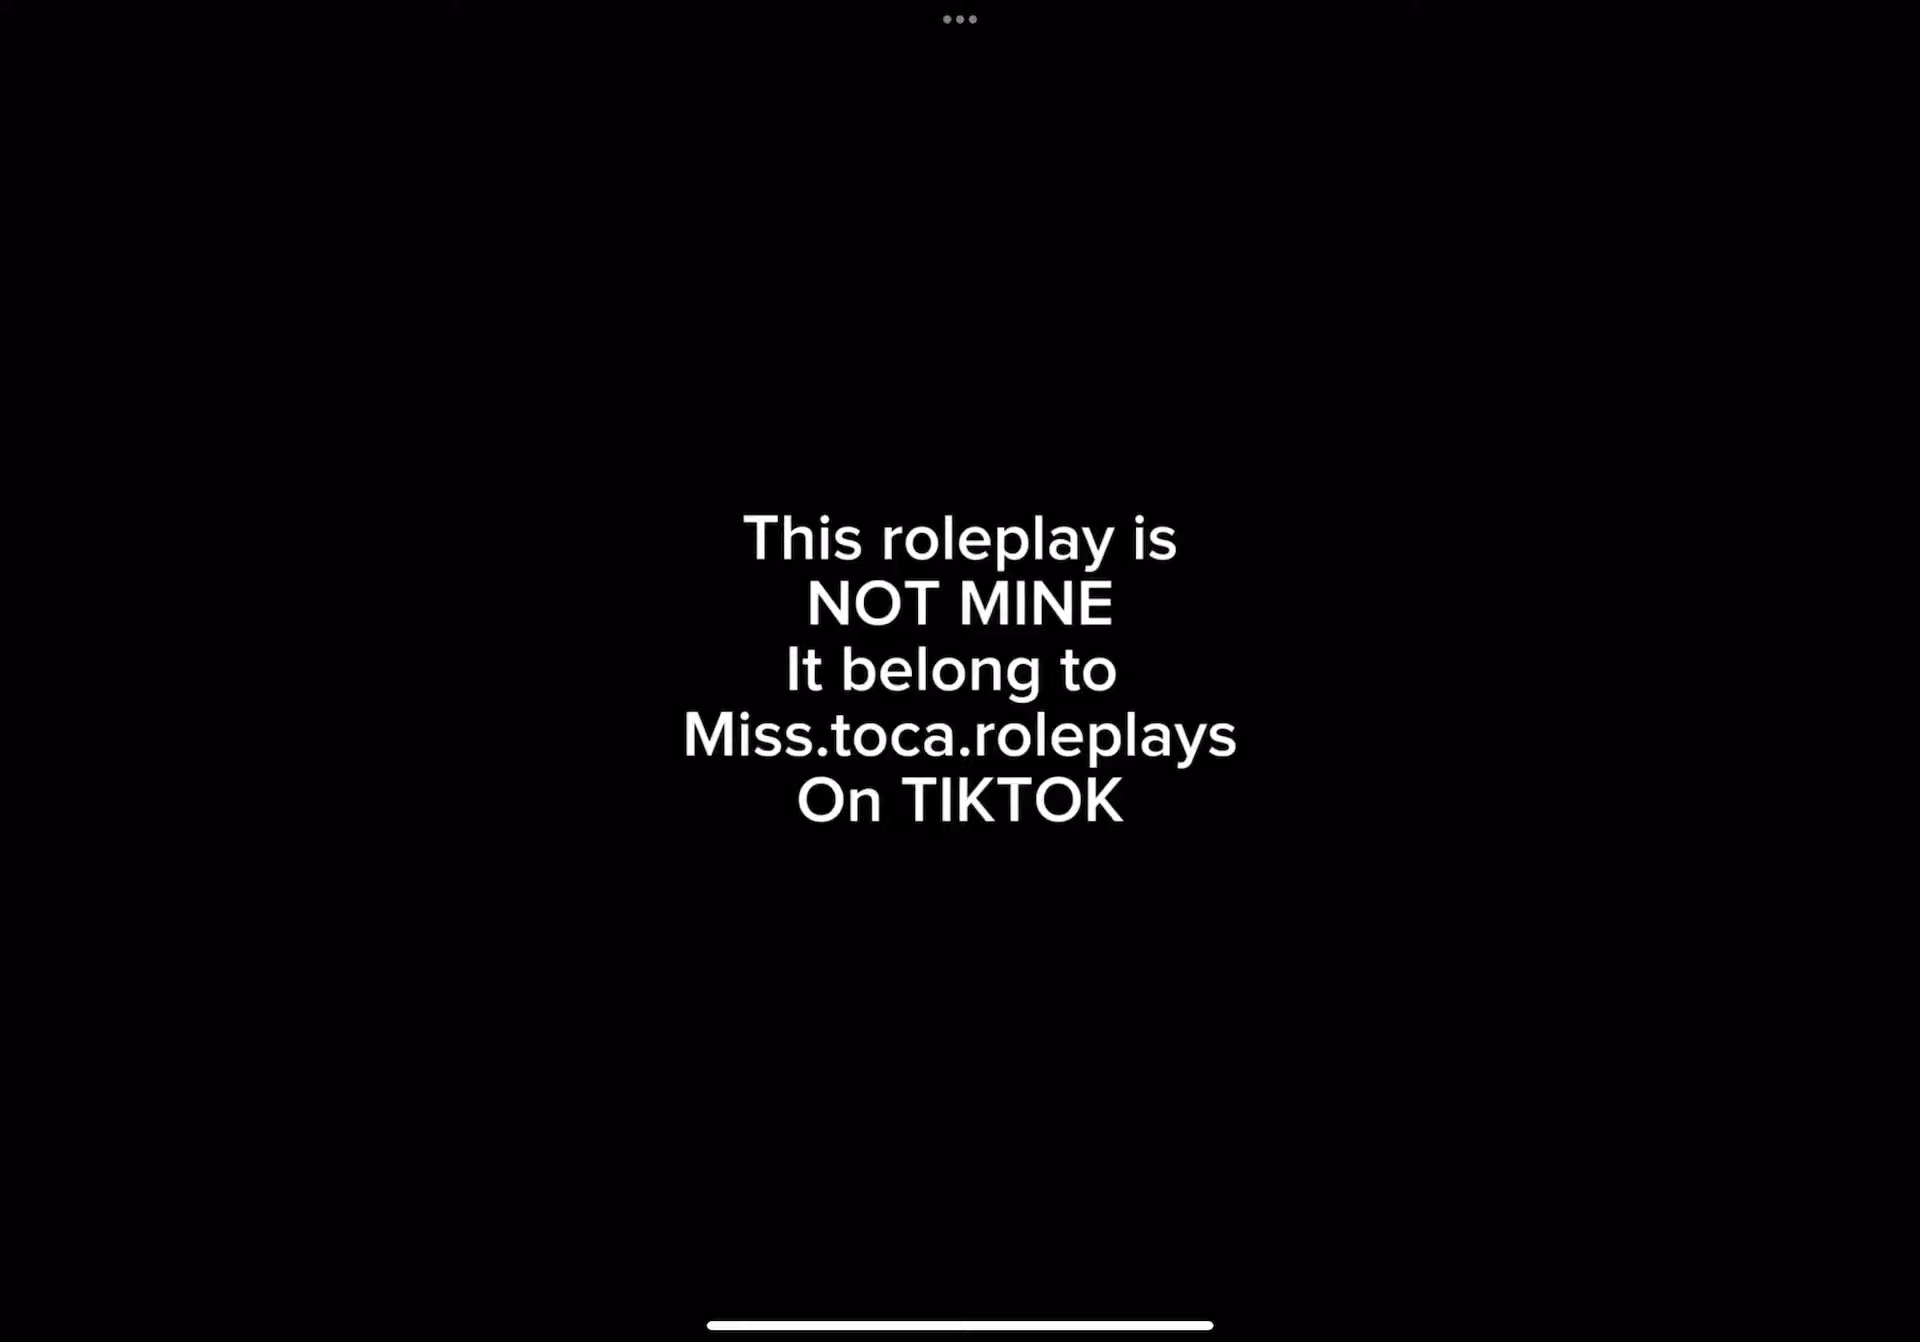 This roleplay is
NOT MINE
It belong to
Miss.toca.roleplays
On TIKTOK